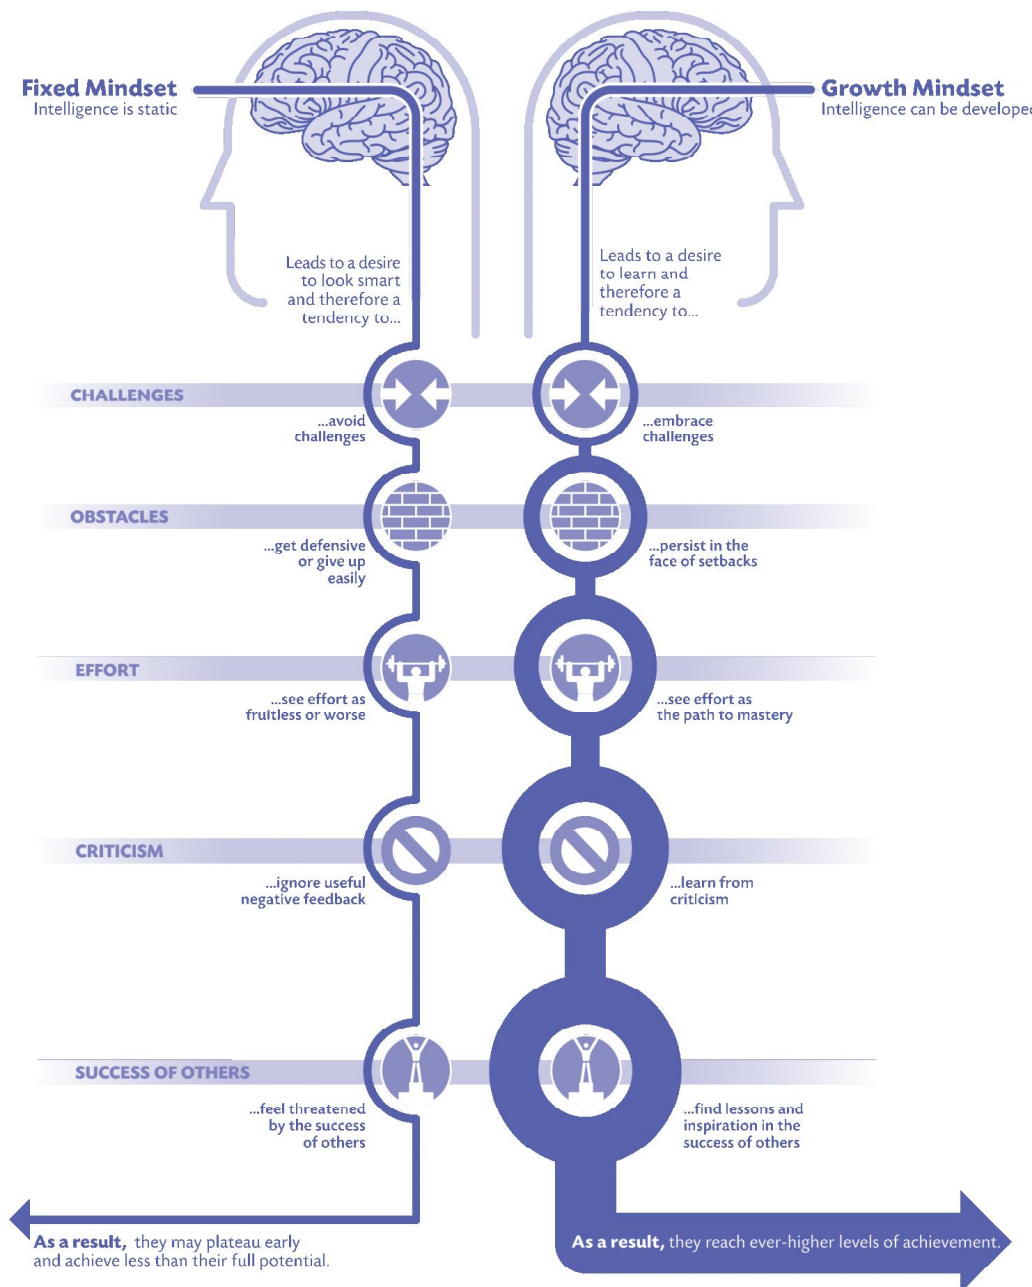 Fixed Mindset
Intelligence is static
Growth Mindset
Intelligence can be developed
Leads to a desire
to look smart
and therefore a
tendency to...
Leads to a desire
to learn and
therefore a
tendency to...
CHALLENGES
...avoid
challenges
...embrace
challenges
OBSTACLES
...get defensive
or give up
easily
...persist in the
face of setbacks
EFFORT
...see effort as
fruitless or worse
...see effort as
the path to mastery
CRITICISM
...ignore useful
negative feedback
...learn from
criticism
SUCCESS OF OTHERS
...feel threatened
by the success
of others
...find lessons and
inspiration in the
success of others
As a result, they may plateau early
and achieve less than their full potential.
As a result, they reach ever-higher levels of achievement.